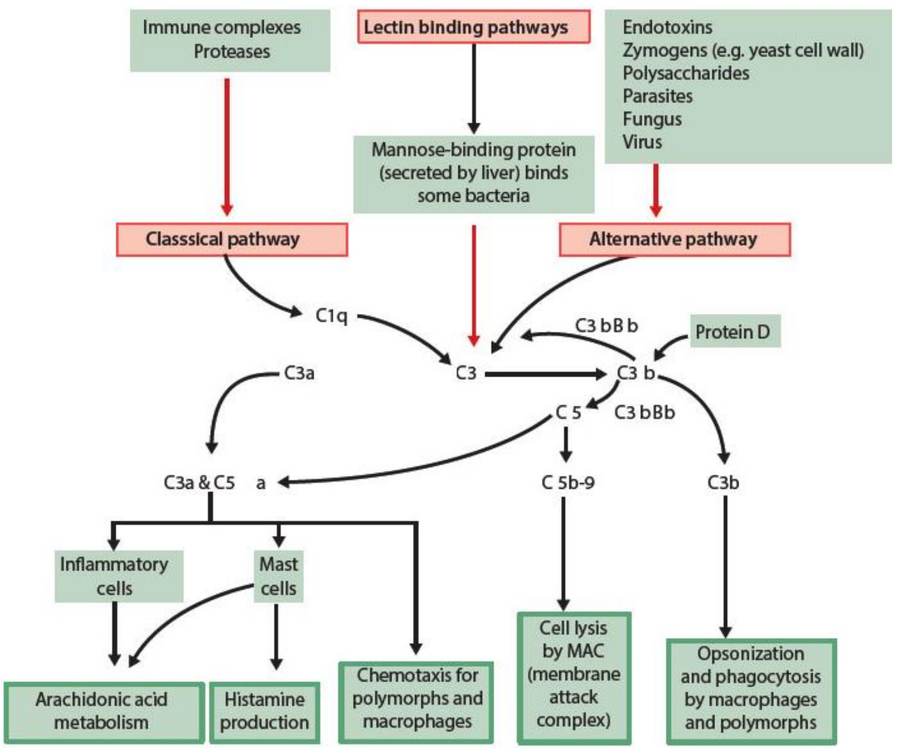 Immune complexes
Proteases
Lectin binding pathways
Endotoxins
Zymogens (e.g. yeast cell wall)
Polysaccharides
Parasites
Fungus
Virus
Mannose-binding protein
(secreted by liver) binds
some bacteria
Classsical pathway
Alternative pathway
C1q
C3 bB b
Protein D
C3a
C3
C3 b
C 5
C3 bBb
C3a & C5 a
C 5b-9
C3b
Inflammatory
cells
Mast
cells
Arachidonic acid
metabolism
Histamine
production
Chemotaxis for
polymorphs and
macrophages
Cell lysis
by MAC
(membrane
attack
complex)
Opsonization
and phagocytosis
by macrophages
and polymorphs